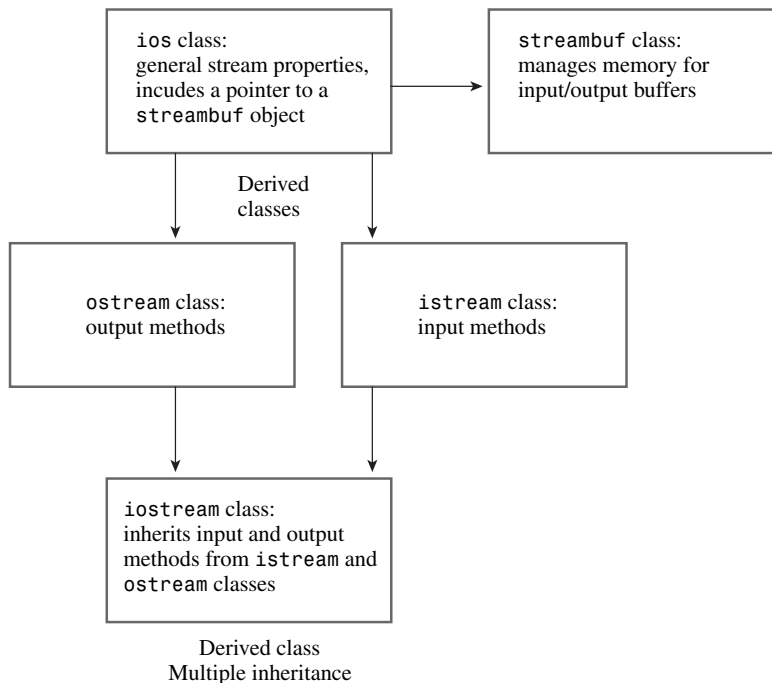 ios class:
general stream properties,
incudes a pointer to a
streambuf object
streambuf class:
manages memory for
input/output buffers
Derived
classes
ostream class:
output methods
istream class:
input methods
iostream class:
inherits input and output
methods from istream and
ostream classes
Derived class
Multiple inheritance